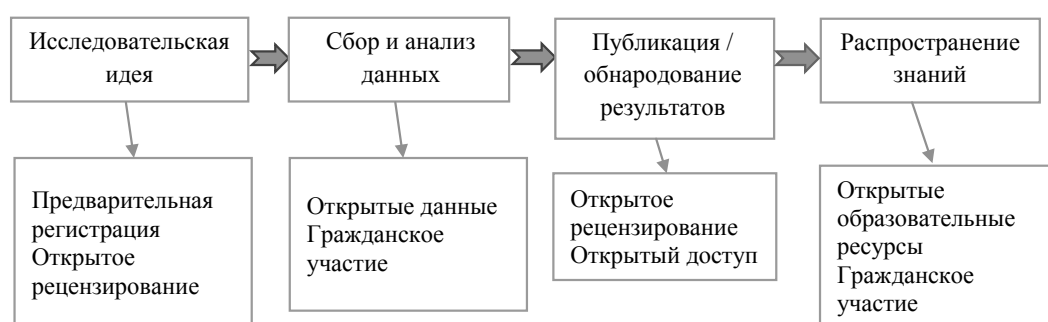 Исследовательская
идея
Сбор и анализ
данных
Публикация /
обнародование
результатов
Распространение
знаний
Предварительная
регистрация
Открытое
рецензирование
Открытые данные
Гражданское
участие
Открытое
рецензирование
Открытый доступ
Открытые
образовательные
ресурсы
Гражданское
участие